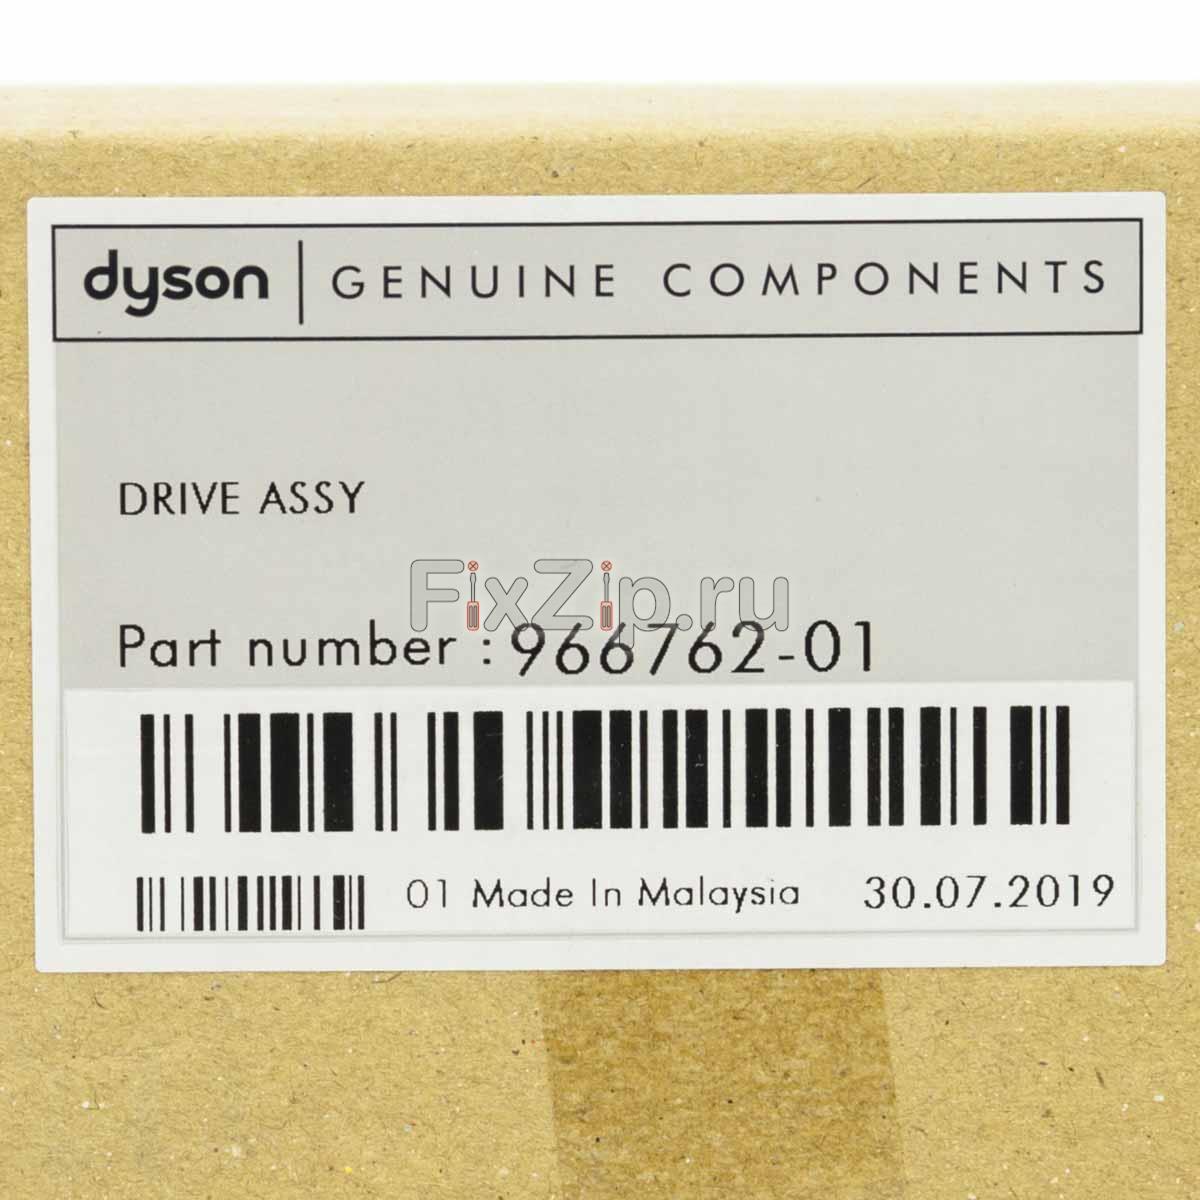 dyson | GENUINE COMPONENTS
DRIVE ASSY
FixZip.ru
Part number : 966762-01
01 Made In Malaysia 30.07.2019